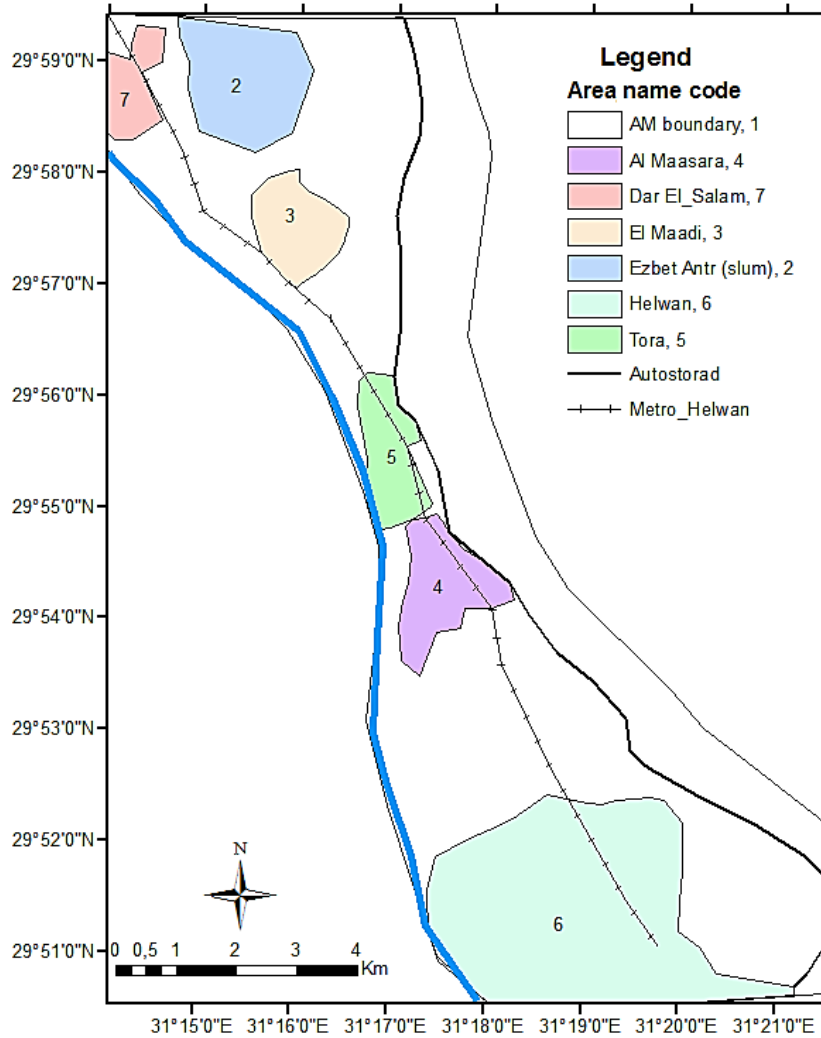 Legend
Area name code
AM boundary, 1
Al Maasara, 4
Dar El_Salam, 7
El Maadi, 3
Ezbet Antr (slum), 2
Helwan, 6
Tora, 5
Autostorad
Metro_Helwan
29°59'0"N
29°58'0"N
29°57'0"N
29°56'0"N
29°55'0"N
29°54'0"N
29°53'0"N
29°52'0"N
29°51'0"N
7
2
3
5
4
6
N
0 0,5 1 2 3 4
Km
31°15'0"E 31°16'0"E 31°17'0"E 31°18'0"E 31°19'0"E 31°20'0"E 31°21'0"E